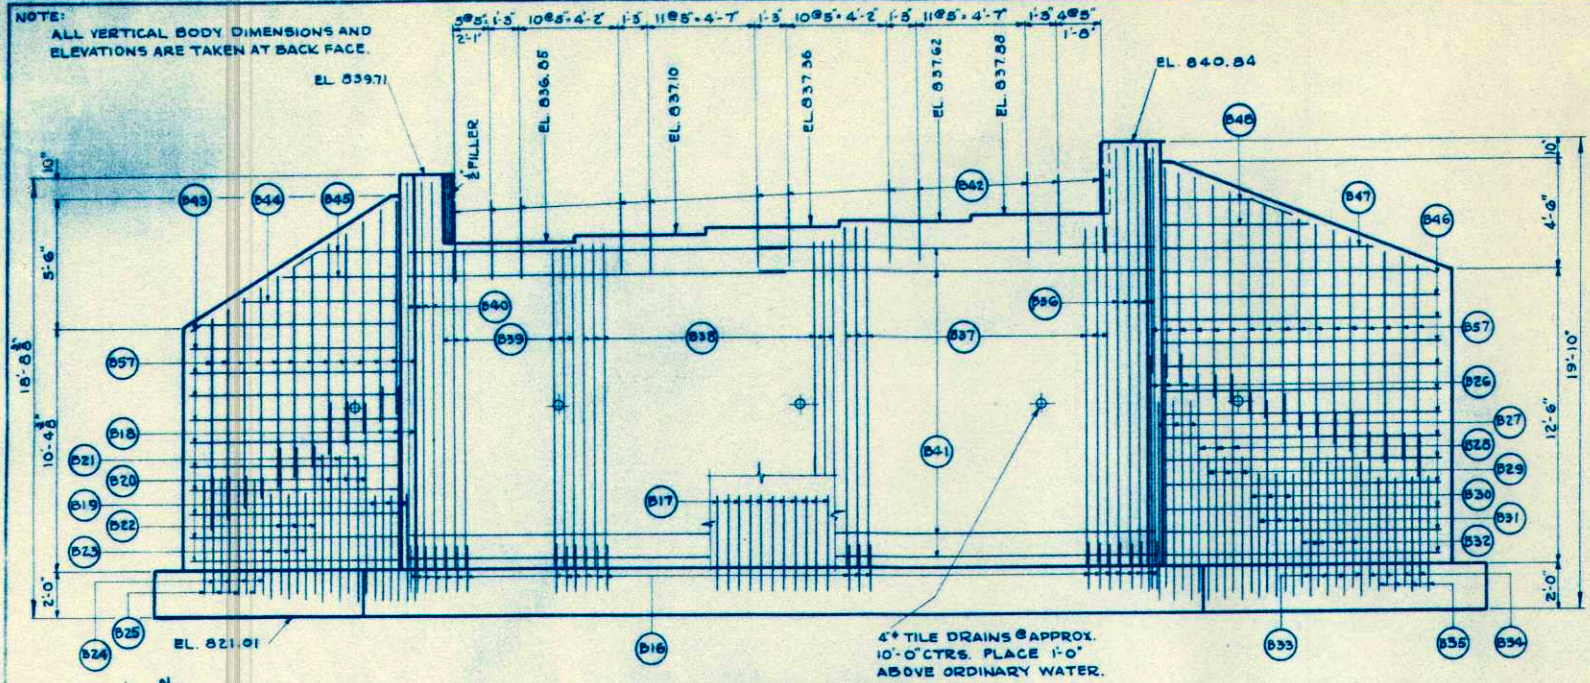 NOTE:
ALL VERTICAL BODY DIMENSIONS AND
ELEVATIONS ARE TAKEN AT BACK FACE.
5@5" 1'-3" 10@5"=4'-2" 1'-3" 11@5"=4'-7" 1'-3" 10@5"=4'-2" 1'-3" 11@5"=4'-7" 1'-3" 4@5"
2'-1" 1'-8"
EL. 839.71
EL. 840.84
EL. 836.85
EL. 837.10
EL. 837.36
EL. 837.62
EL. 837.88
½" FILLER
10"
5'-6"
18'-8¾"
10'-4¾"
2'-0"
10"
4'-6"
12'-6"
19'-10"
2'-0"
B43
B44
B45
B42
B48
B47
B46
B40
B36
B39
B38
B37
B57
B57
B26
B18
B27
B21
B41
B28
B20
B29
B19
B17
B30
B22
B31
B23
B32
B25
B24
B16
B33
B35
B34
EL. 821.01
4"ϕ TILE DRAINS @ APPROX.
10'-0" CTRS. PLACE 1'-0"
ABOVE ORDINARY WATER.